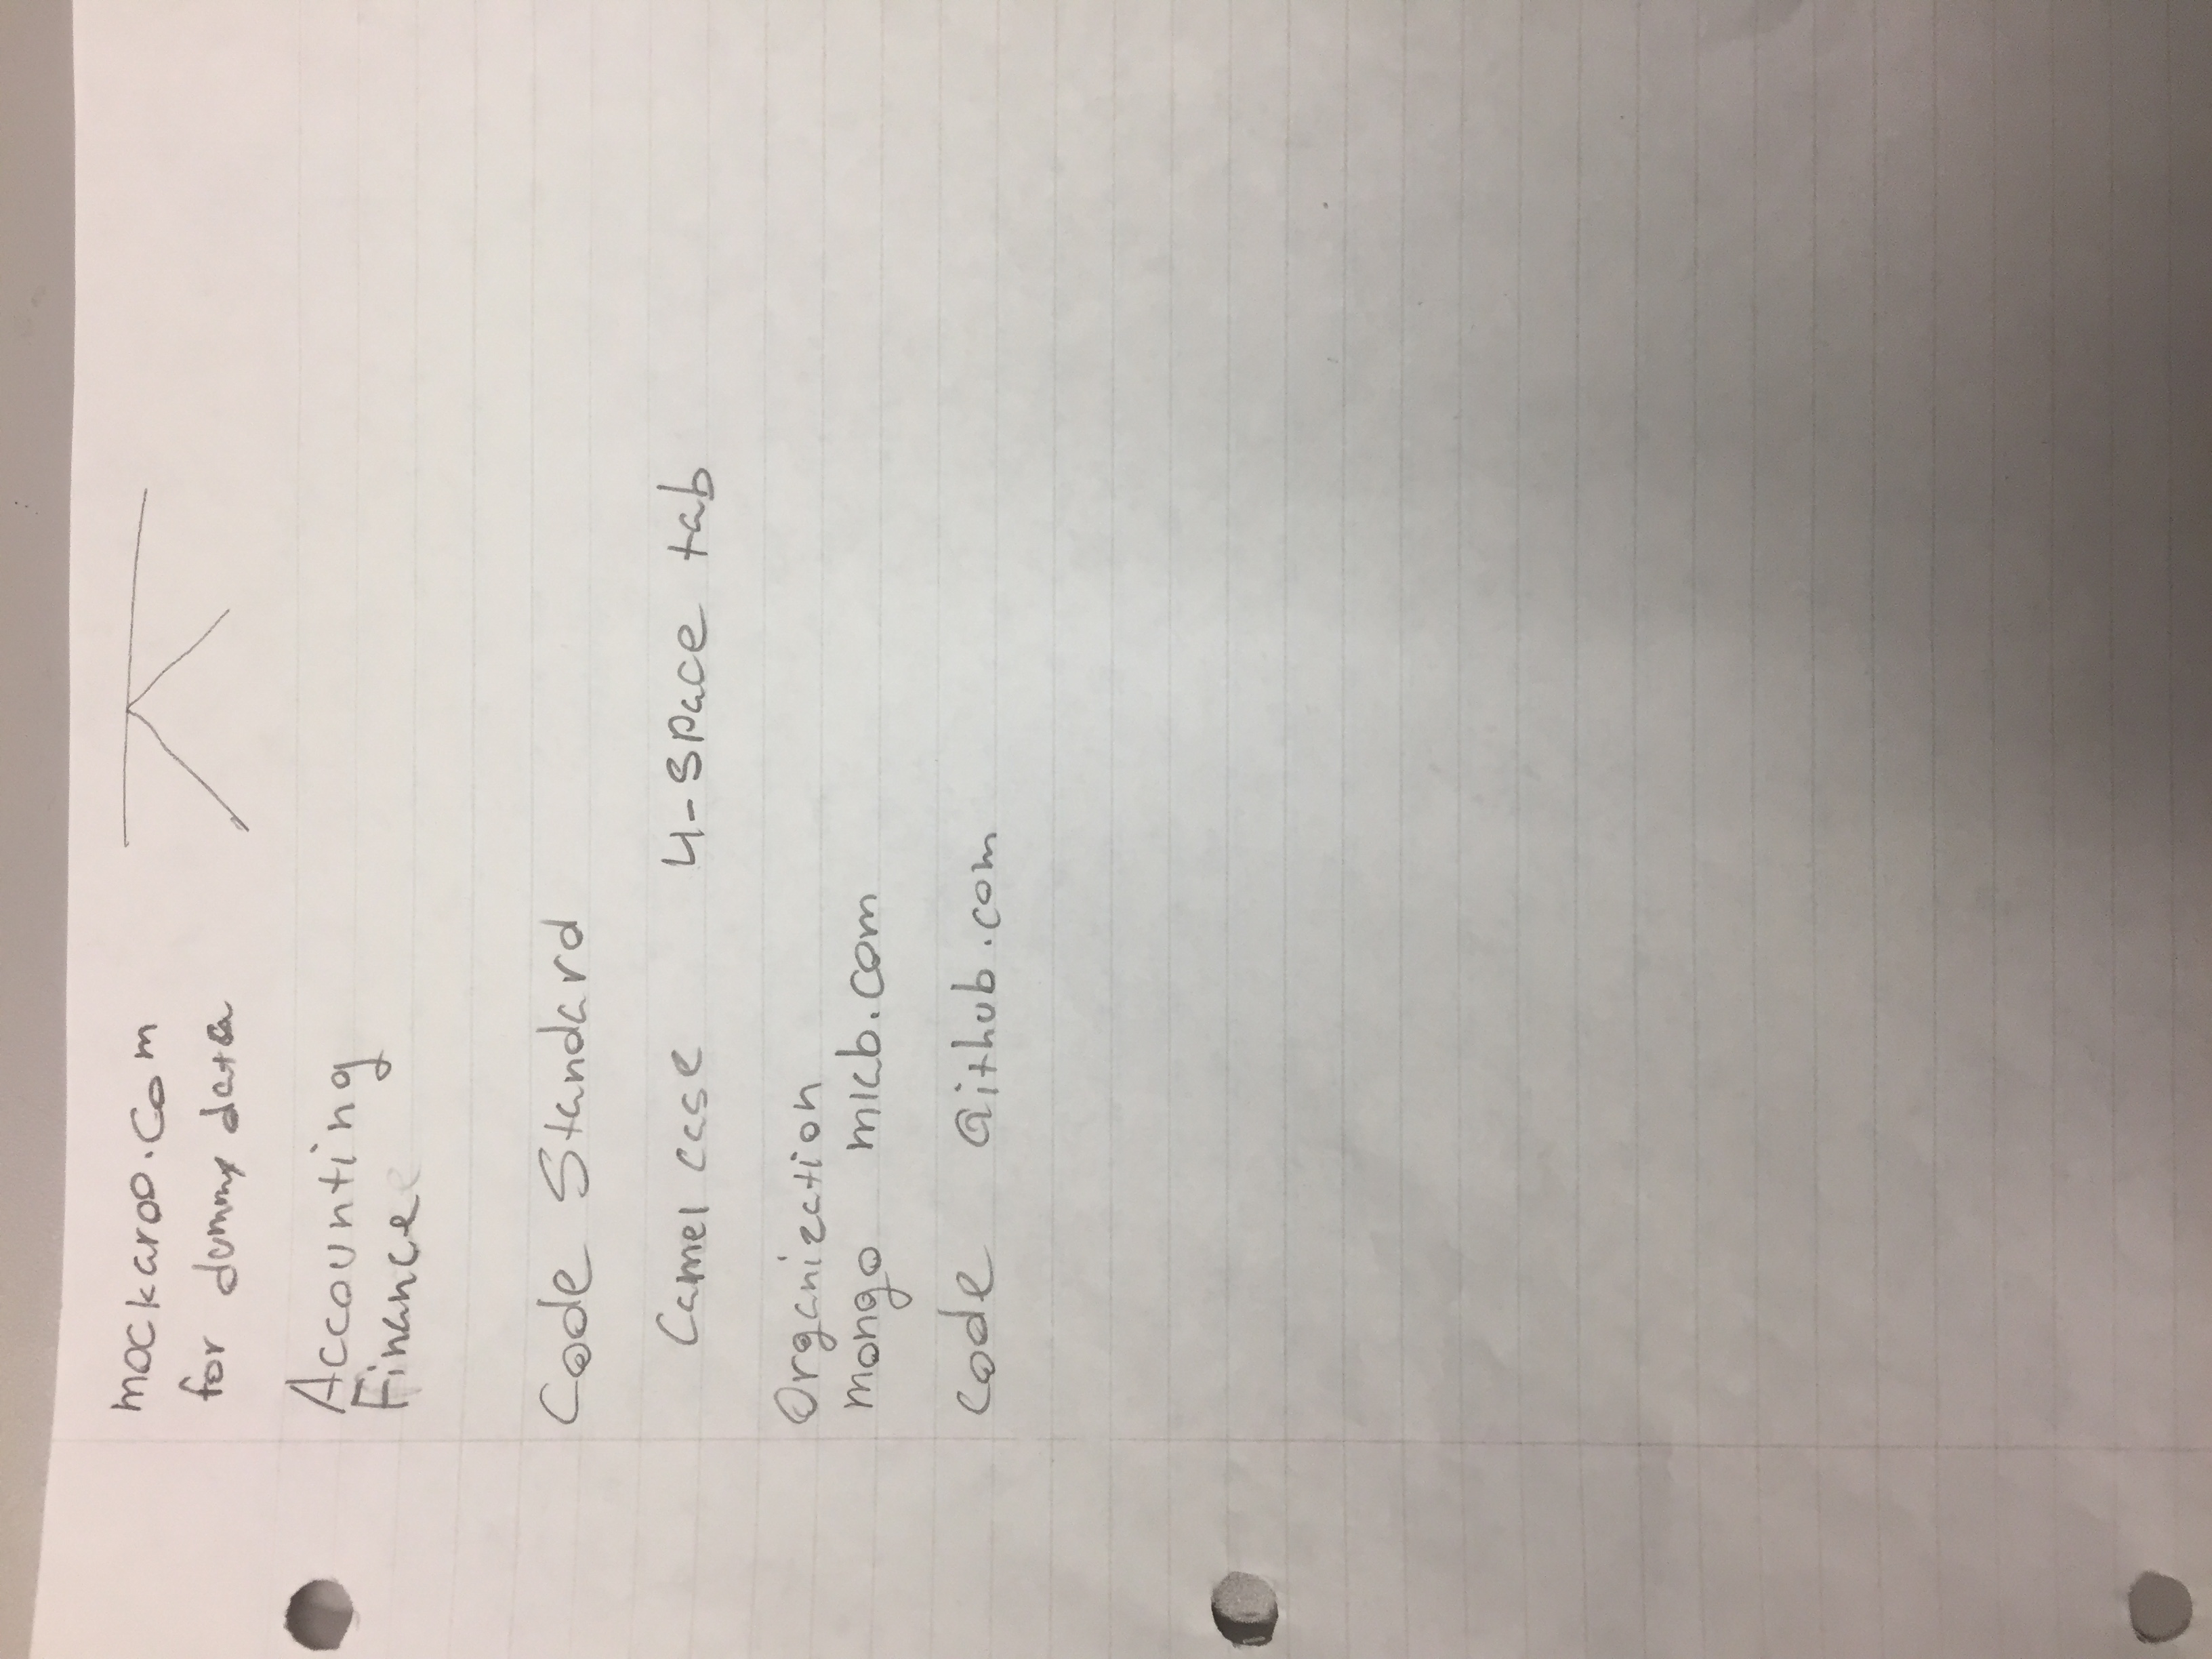 mockaroo.com
for dummy data
Accounting
Finance
Code Standard
Camel case 4-space tab
Organization
mongo mlab.com
code Github.com